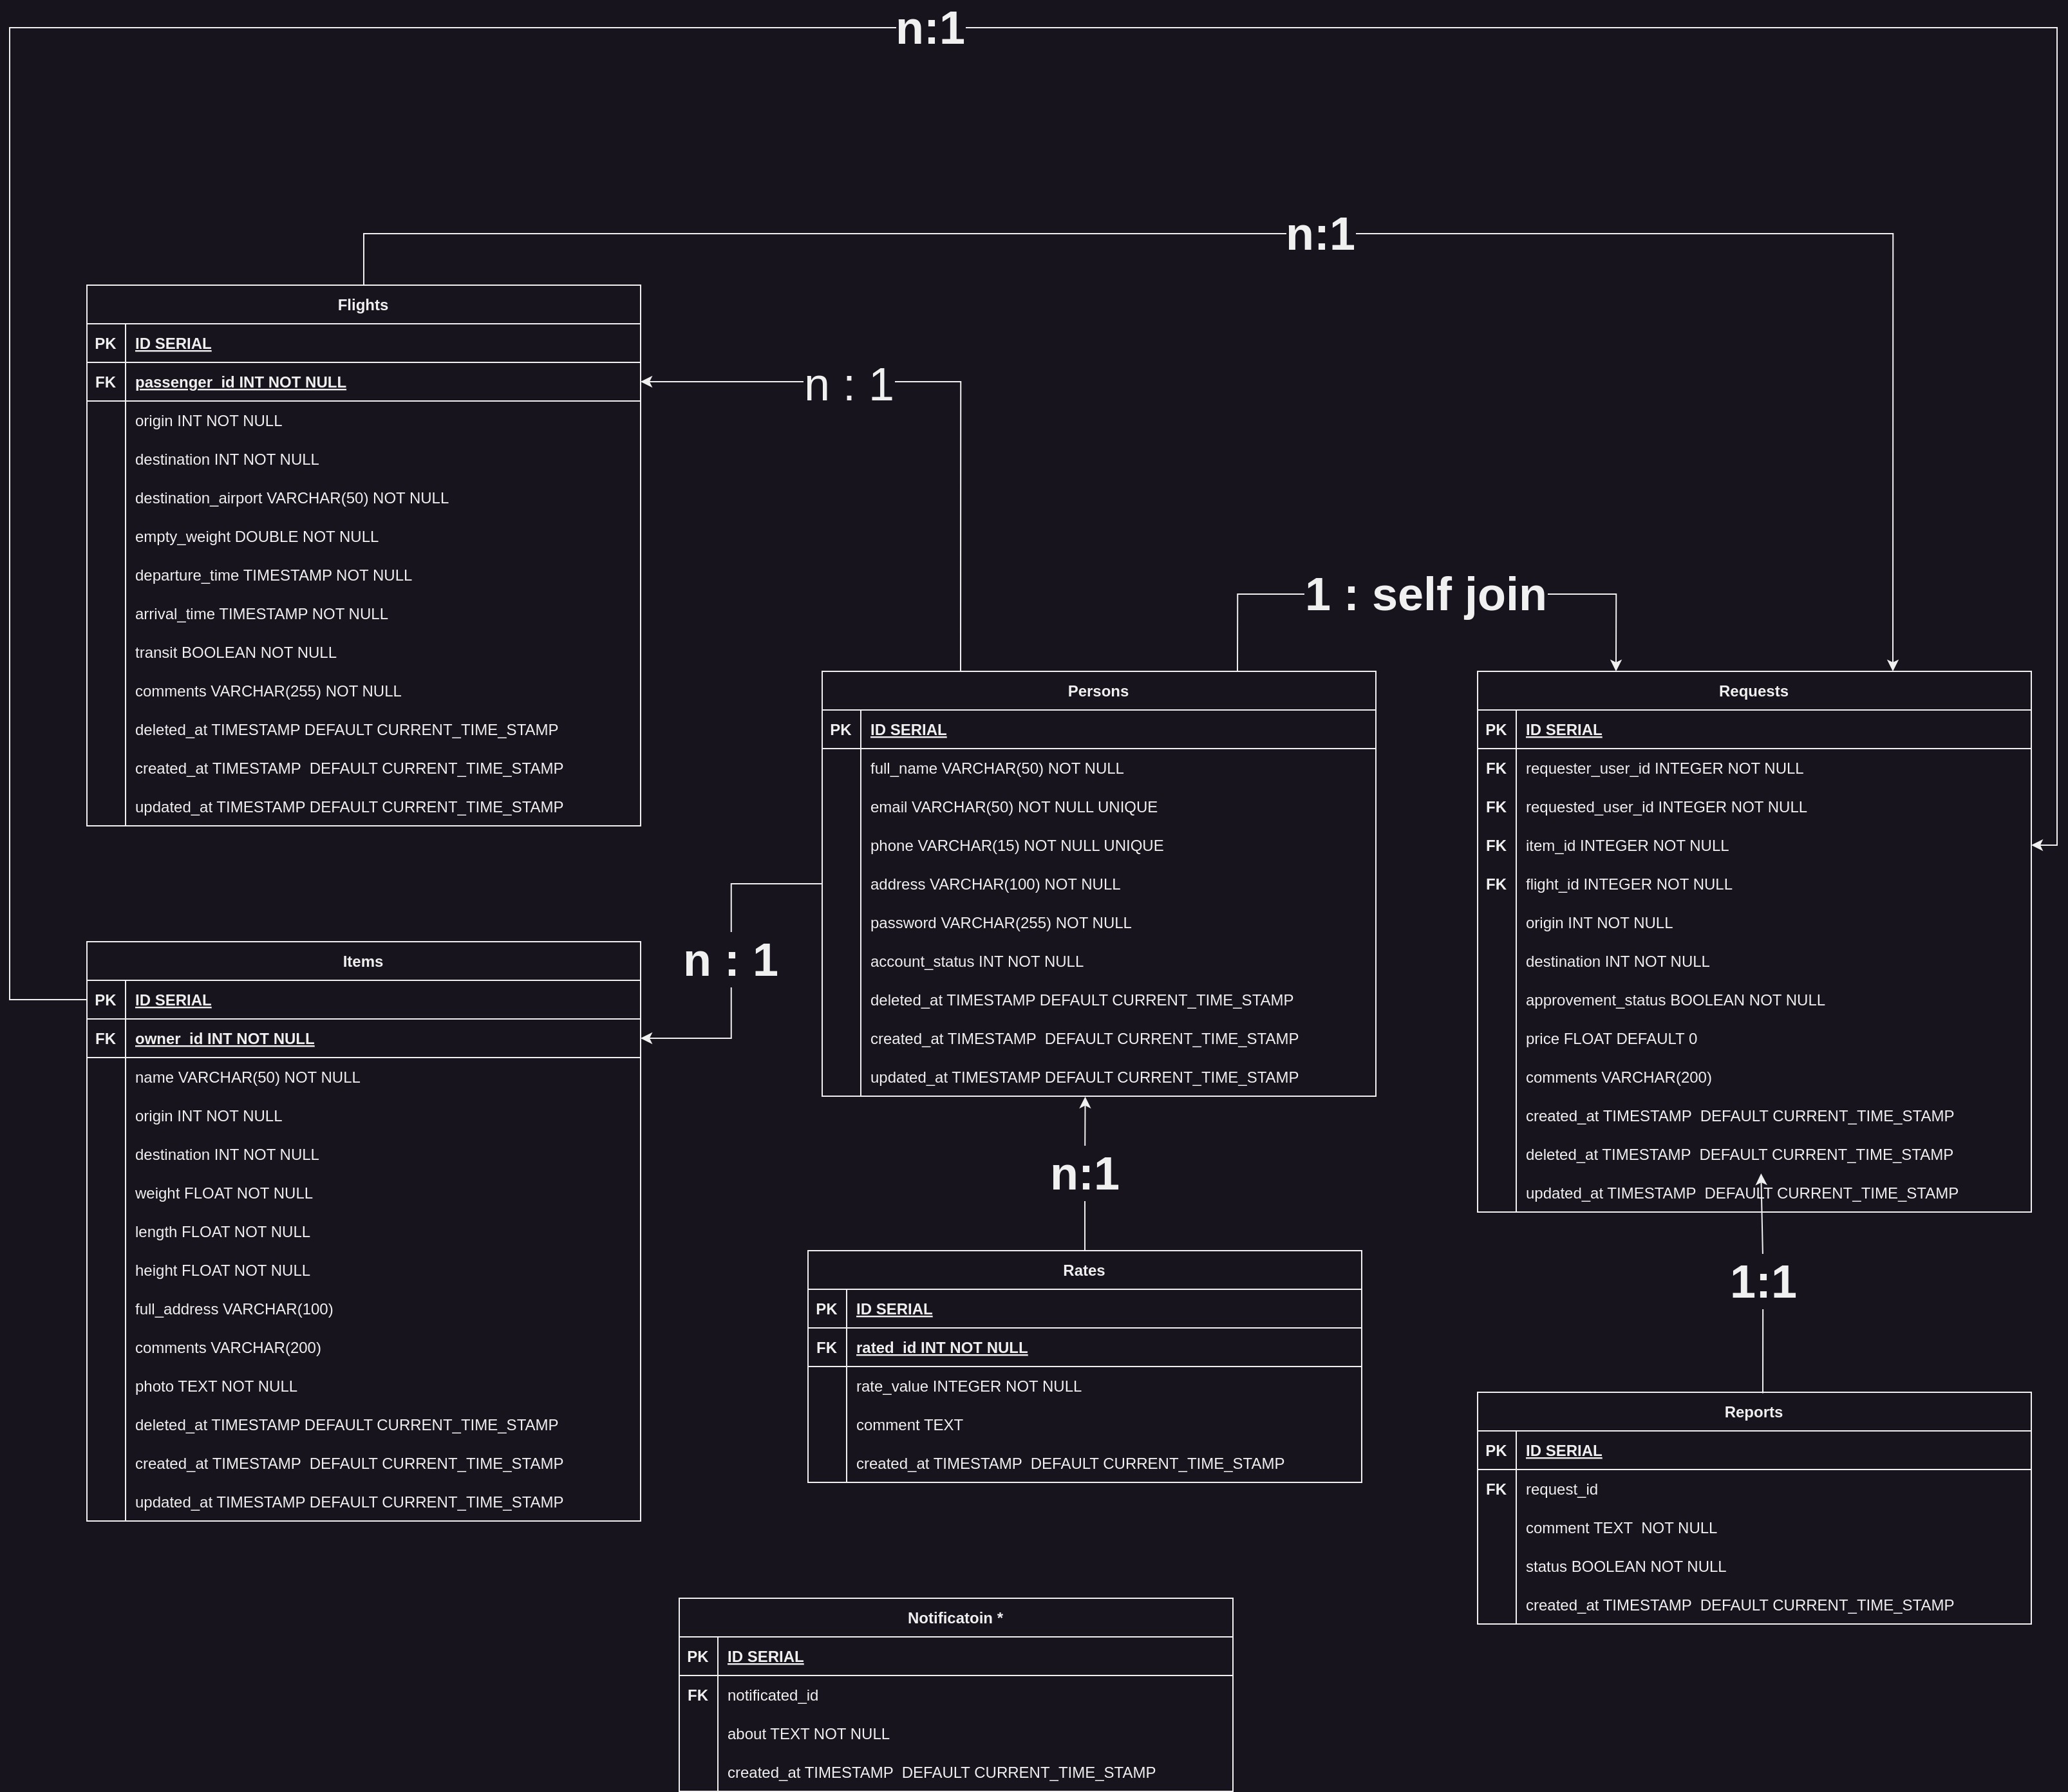 n:1
n:1
Flights
PK ID SERIAL
FK passenger_id INT NOT NULL
origin INT NOT NULL
destination INT NOT NULL
destination_airport VARCHAR(50) NOT NULL
empty_weight DOUBLE NOT NULL
departure_time TIMESTAMP NOT NULL
arrival_time TIMESTAMP NOT NULL
transit BOOLEAN NOT NULL
comments VARCHAR(255) NOT NULL
deleted_at TIMESTAMP DEFAULT CURRENT_TIME_STAMP
created_at TIMESTAMP  DEFAULT CURRENT_TIME_STAMP
updated_at TIMESTAMP DEFAULT CURRENT_TIME_STAMP
n : 1
1 : self join
Persons
PK ID SERIAL
full_name VARCHAR(50) NOT NULL
email VARCHAR(50) NOT NULL UNIQUE
phone VARCHAR(15) NOT NULL UNIQUE
address VARCHAR(100) NOT NULL
password VARCHAR(255) NOT NULL
account_status INT NOT NULL
deleted_at TIMESTAMP DEFAULT CURRENT_TIME_STAMP
created_at TIMESTAMP  DEFAULT CURRENT_TIME_STAMP
updated_at TIMESTAMP DEFAULT CURRENT_TIME_STAMP
Requests
PK ID SERIAL
FK requester_user_id INTEGER NOT NULL
FK requested_user_id INTEGER NOT NULL
FK item_id INTEGER NOT NULL
FK flight_id INTEGER NOT NULL
origin INT NOT NULL
destination INT NOT NULL
approvement_status BOOLEAN NOT NULL
price FLOAT DEFAULT 0
comments VARCHAR(200)
created_at TIMESTAMP  DEFAULT CURRENT_TIME_STAMP
deleted_at TIMESTAMP  DEFAULT CURRENT_TIME_STAMP
updated_at TIMESTAMP  DEFAULT CURRENT_TIME_STAMP
n : 1
Items
PK ID SERIAL
FK owner_id INT NOT NULL
name VARCHAR(50) NOT NULL
origin INT NOT NULL
destination INT NOT NULL
weight FLOAT NOT NULL
length FLOAT NOT NULL
height FLOAT NOT NULL
full_address VARCHAR(100)
comments VARCHAR(200)
photo TEXT NOT NULL
deleted_at TIMESTAMP DEFAULT CURRENT_TIME_STAMP
created_at TIMESTAMP  DEFAULT CURRENT_TIME_STAMP
updated_at TIMESTAMP DEFAULT CURRENT_TIME_STAMP
n:1
Rates
PK ID SERIAL
FK rated_id INT NOT NULL
rate_value INTEGER NOT NULL
comment TEXT
created_at TIMESTAMP  DEFAULT CURRENT_TIME_STAMP
1:1
Reports
PK ID SERIAL
FK request_id
comment TEXT  NOT NULL
status BOOLEAN NOT NULL
created_at TIMESTAMP  DEFAULT CURRENT_TIME_STAMP
Notificatoin *
PK ID SERIAL
FK notificated_id
about TEXT NOT NULL
created_at TIMESTAMP  DEFAULT CURRENT_TIME_STAMP